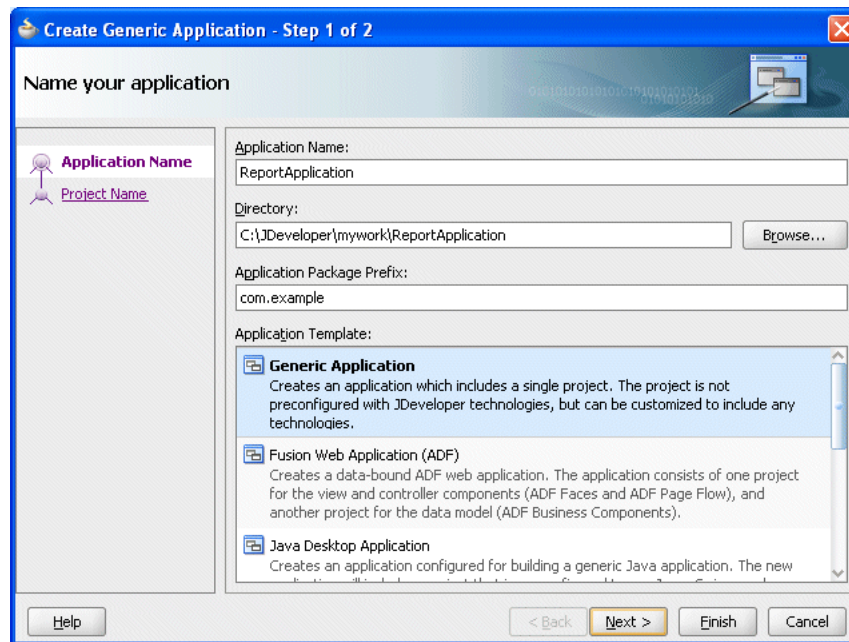 Create Generic Application - Step 1 of 2
Name your application
Application Name
Project Name
Application Name:
ReportApplication
Directory:
C:\JDeveloper\mywork\ReportApplication
Browse...
Application Package Prefix:
com.example
Application Template:
Generic Application
Creates an application which includes a single project. The project is not
preconfigured with JDeveloper technologies, but can be customized to include any
technologies.
Fusion Web Application (ADF)
Creates a data-bound ADF web application. The application consists of one project
for the view and controller components (ADF Faces and ADF Page Flow), and
another project for the data model (ADF Business Components).
Java Desktop Application
Creates an application configured for building a generic Java application. The new
Help
< Back
Next >
Finish
Cancel